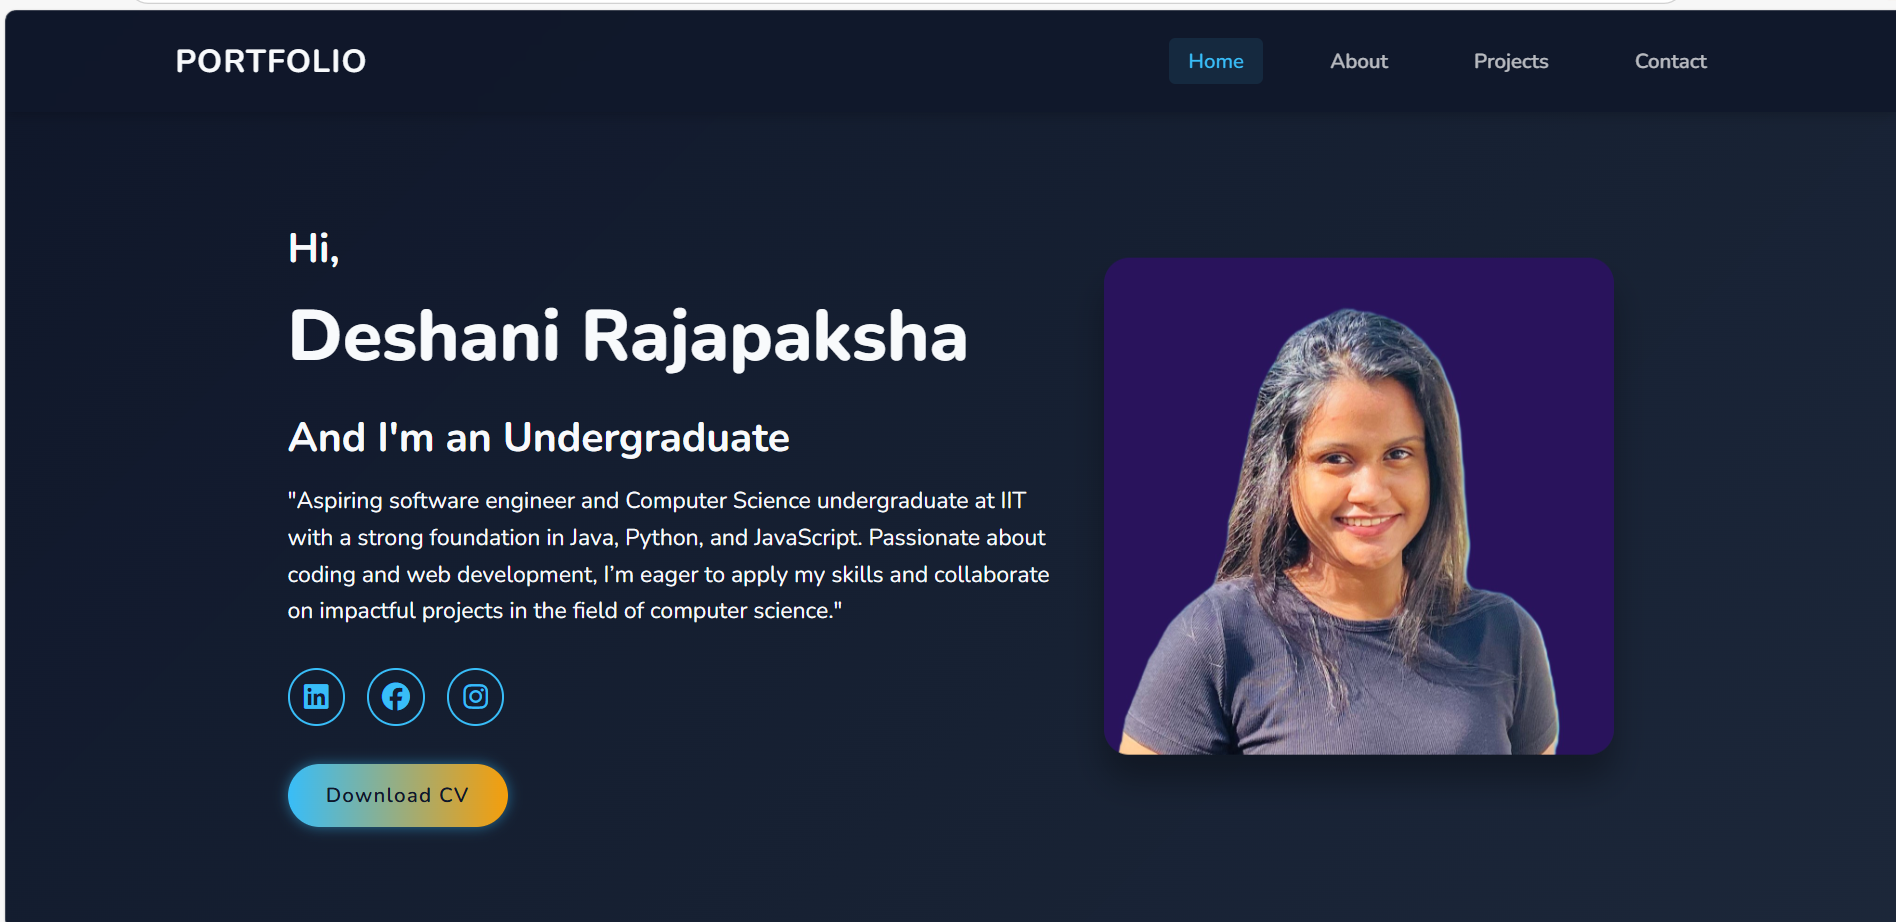 PORTFOLIO
Home About Projects Contact
Hi,
Deshani Rajapaksha
And I'm an Undergraduate
"Aspiring software engineer and Computer Science undergraduate at IIT
with a strong foundation in Java, Python, and JavaScript. Passionate about
coding and web development, I’m eager to apply my skills and collaborate
on impactful projects in the field of computer science."
in
Download CV